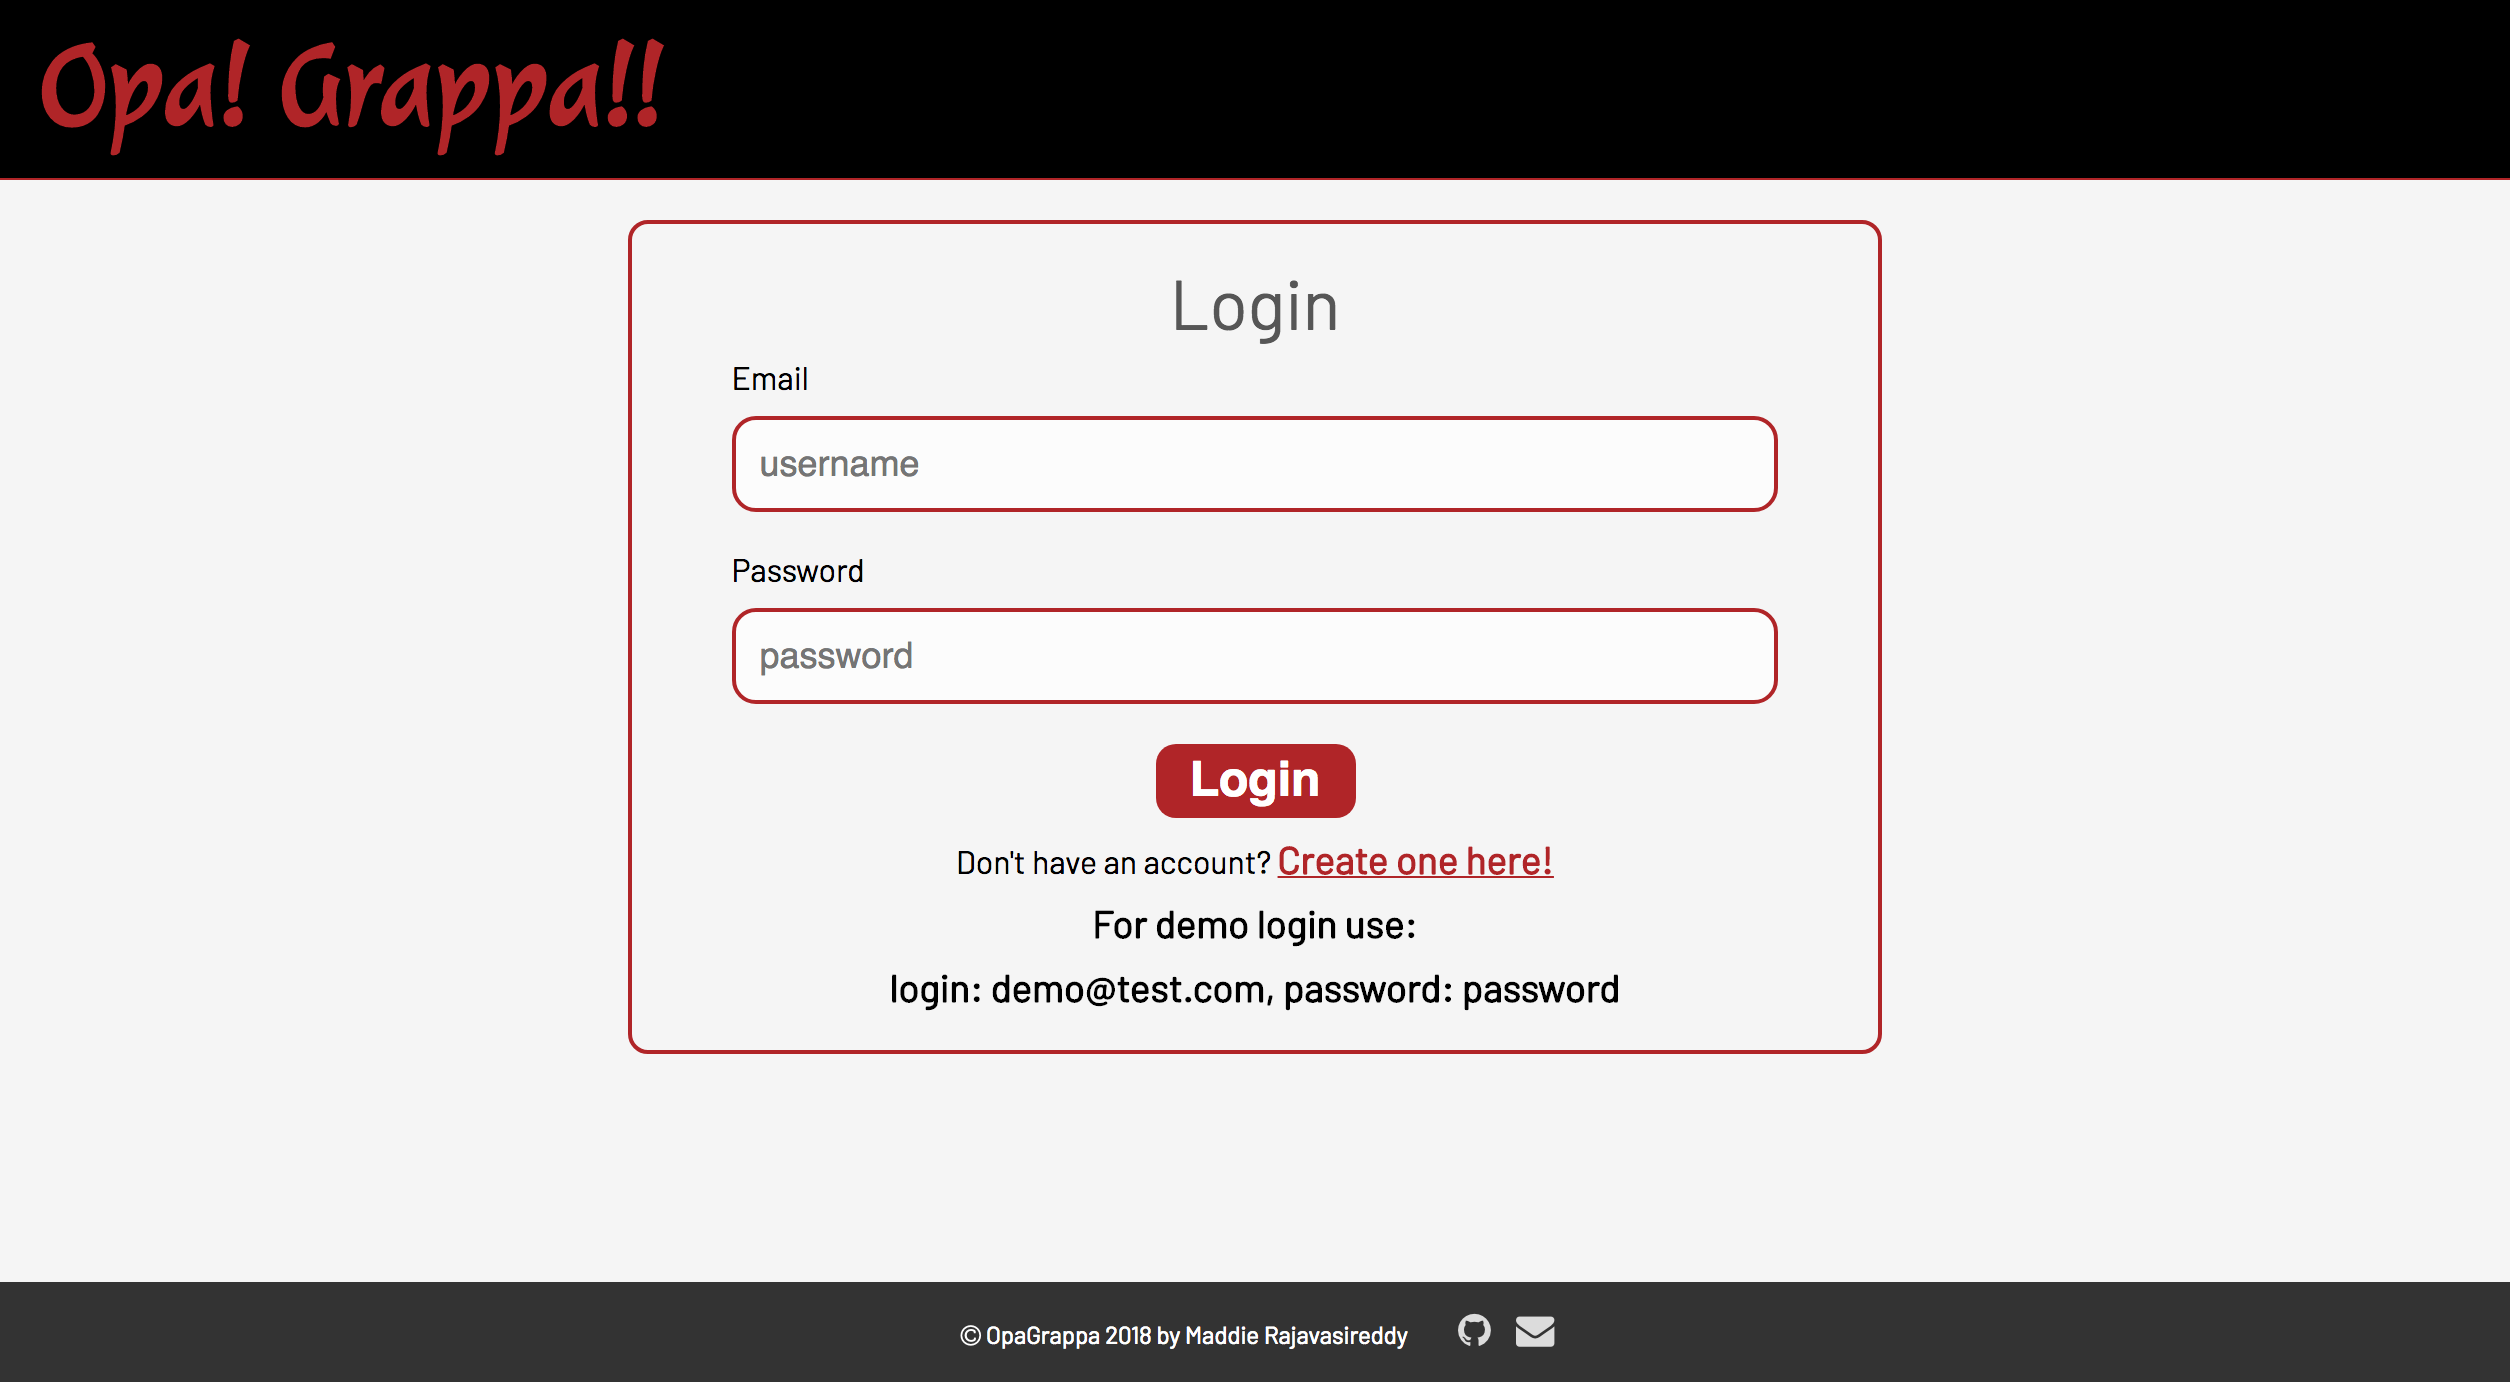 Opa! Grappa!!
Login
Email
username
Password
password
Login
Don't have an account? Create one here!
For demo login use:
login: demo@test.com, password: password
© OpaGrappa 2018 by Maddie Rajavasireddy